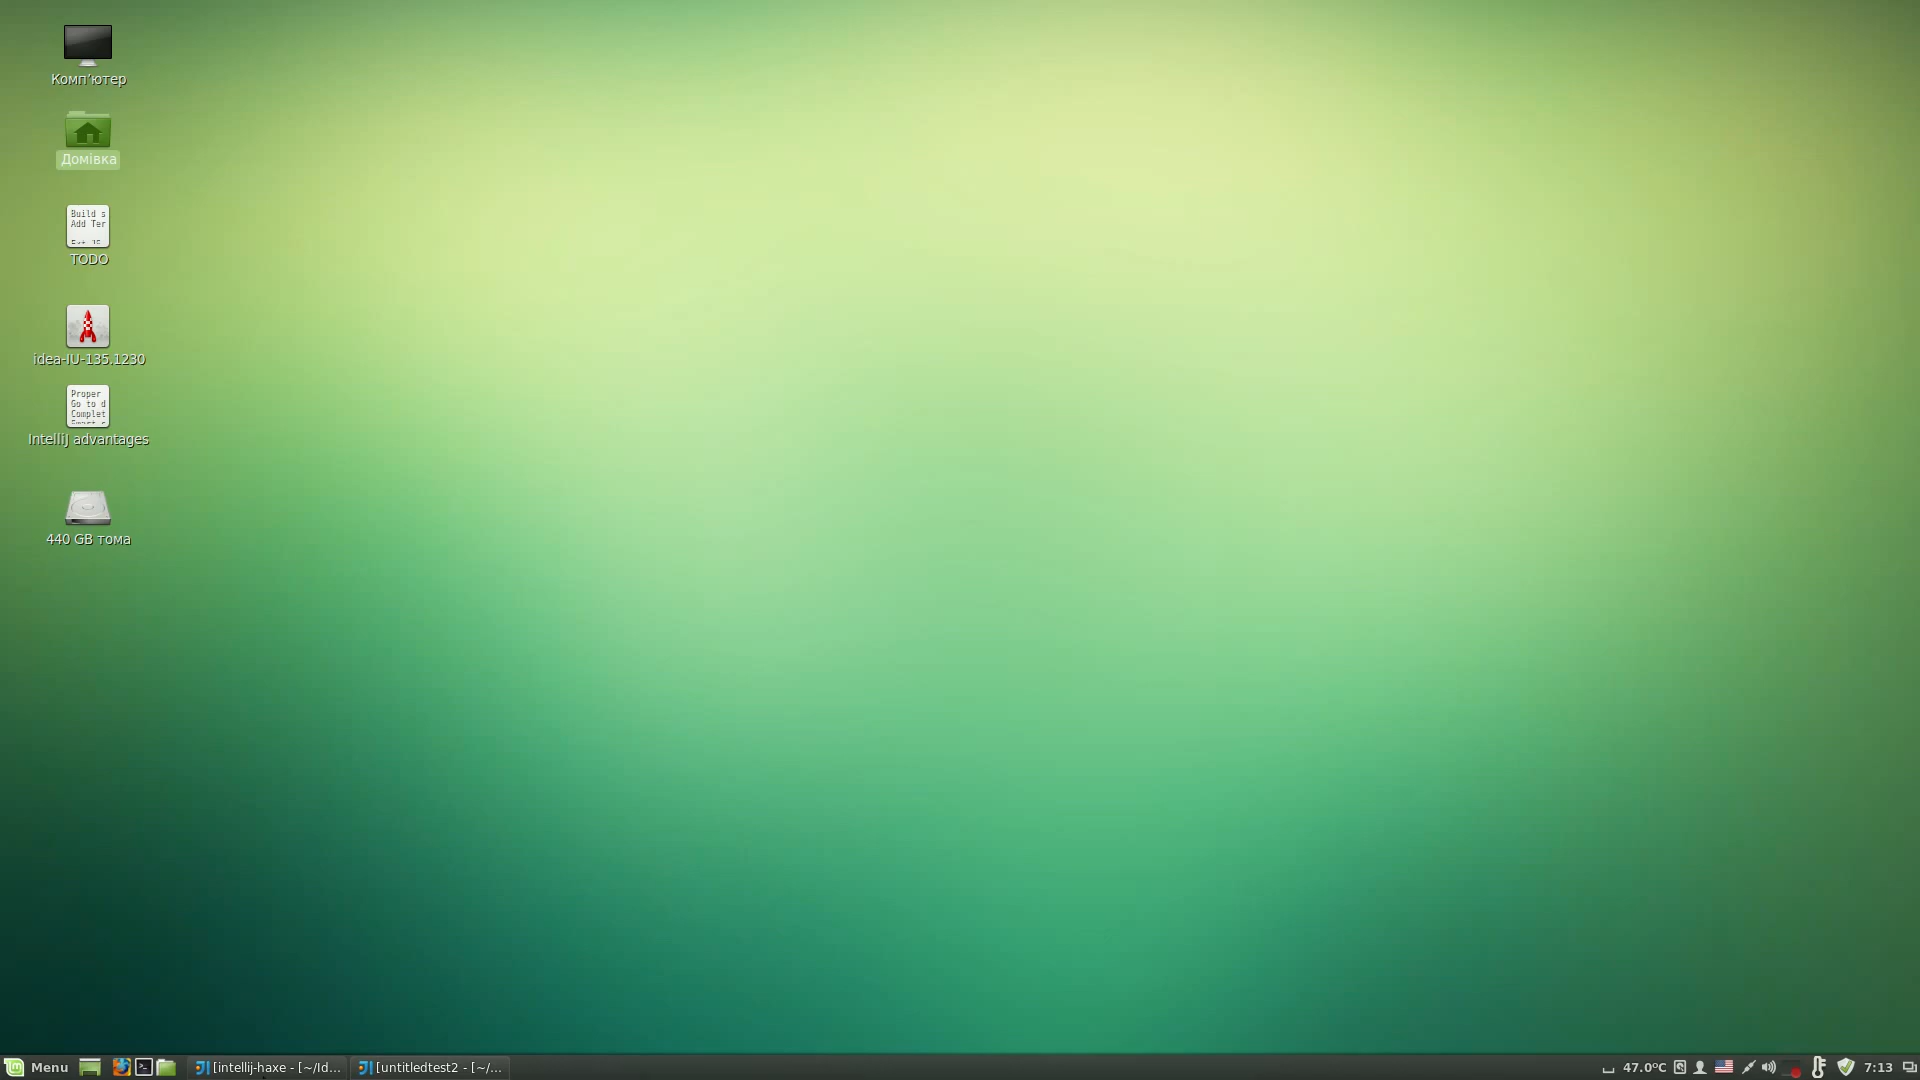 Комп’ютер
Домівка
Build s
Add Ter
TODO
idea-IU-135.1230
Proper
Go to d
Complet
IntelliJ advantages
440 GB тома
Menu
[intellij-haxe - [~/Id...
[untitledtest2 - [~/...
47.0°C
7:13